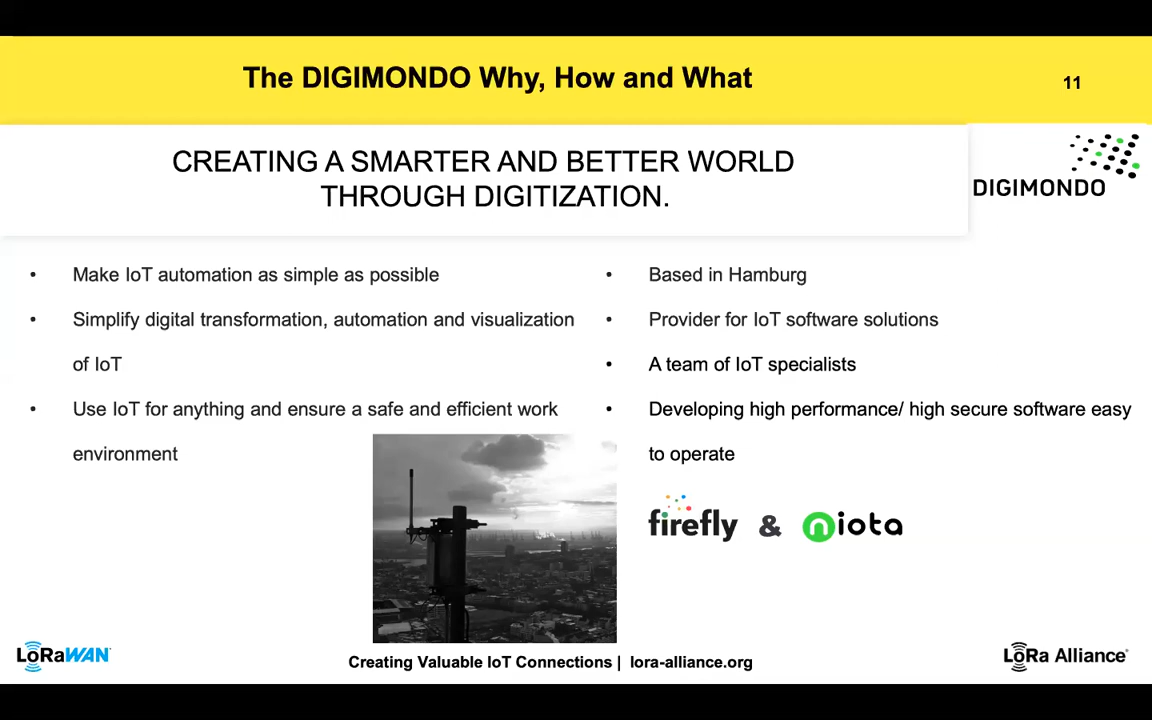 The DIGIMONDO Why, How and What
11
CREATING A SMARTER AND BETTER WORLD
THROUGH DIGITIZATION.
DIGIMONDO
• Make IoT automation as simple as possible
• Simplify digital transformation, automation and visualization
of IoT
• Use IoT for anything and ensure a safe and efficient work
environment
• Based in Hamburg
• Provider for IoT software solutions
• A team of IoT specialists
• Developing high performance/ high secure software easy
to operate
firefly & niota
LoRaWAN
Creating Valuable IoT Connections | lora-alliance.org
LoRa Alliance